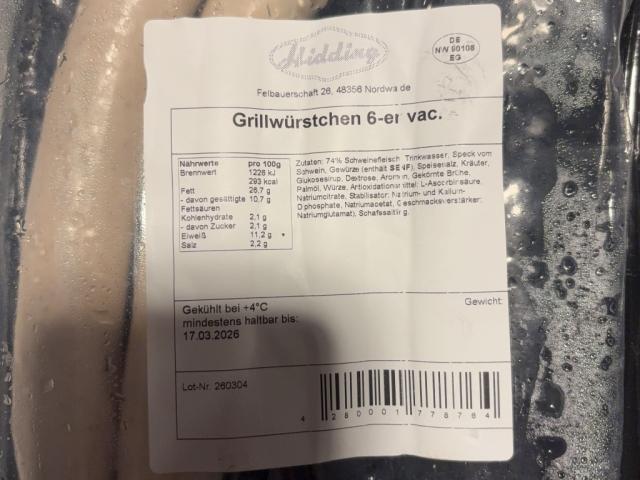 Hidding
DE
NW 90108
EG
Felbauerschaft 26, 48356 Nordwa de
Grillwürstchen 6-er vac.
Nährwerte pro 100g
Brennwert 1226 kJ
293 kcal
Fett 26,7 g
- davon gesättigte 10,7 g
Fettsäuren
Kohlenhydrate 2,1 g
- davon Zucker 2,1 g
Eiweiß 11,2 g
Salz 2,2 g
Zutaten: 74% Schweinefleisch Trinkwasser, Speck vom
Schwein, Gewürze (enthält SENF), Speisesalz, Kräuter,
Glukosesirup, Dextrose, Aromen, Gekörnte Brühe,
Palmöl, Würze, Antioxidationsmittel: L-Ascorbinsäure,
Natriumcitrate, Stabilisator: Natrium- und Kalium-
Diphosphate, Natriumacetat, Geschmacksverstärker:
Natriumglutamat), Schafssaitling.
Gekühlt bei +4°C
mindestens haltbar bis:
17.03.2026
Gewicht:
Lot-Nr. 260304
4 280001 778764